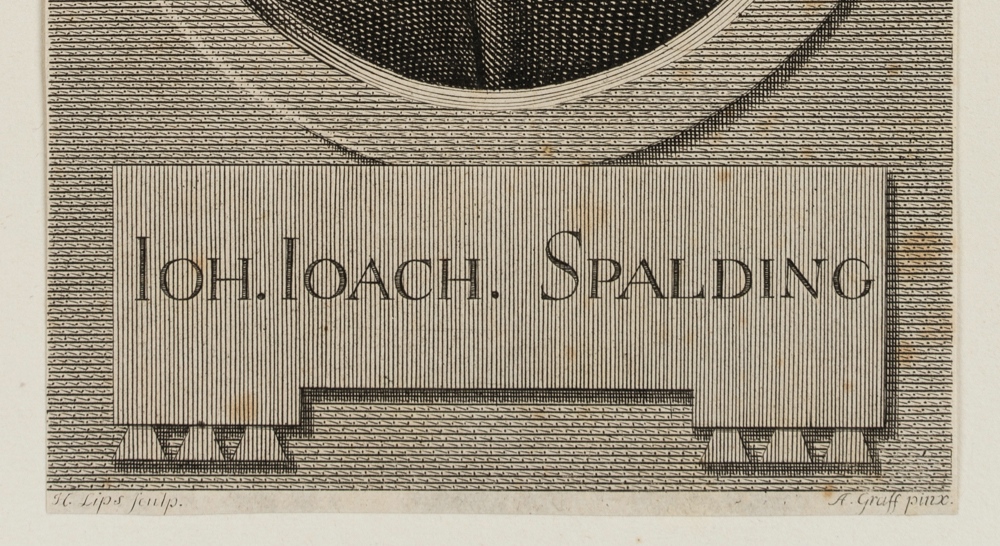 IOH. IOACH. SPALDING
H. Lips sculp.
A. Graff pinx.